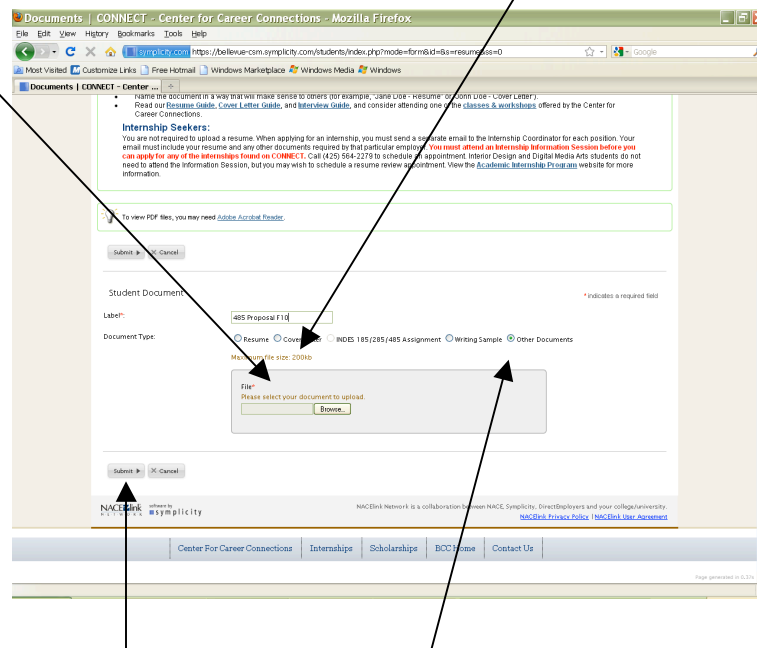 Documents | CONNECT - Center for Career Connections - Mozilla Firefox
File Edit View History Bookmarks Tools Help
symplicity.com https://bellevue-csm.symplicity.com/students/index.php?mode=form&id=&s=resume&ss=0 Google
Most Visited Customize Links Free Hotmail Windows Marketplace Windows Media Windows
Documents | CONNECT - Center ...
Name the document in a way that will make sense to others (for example, "Jane Doe - Resume" or "John Doe - Cover Letter").
Read our Resume Guide, Cover Letter Guide, and Interview Guide, and consider attending one of the classes & workshops offered by the Center for
Career Connections.
Internship Seekers:
You are not required to upload a resume. When applying for an internship, you must send a separate email to the Internship Coordinator for each position. Your
email must include your resume and any other documents required by that particular employer. You must attend an Internship Information Session before you
can apply for any of the internships found on CONNECT. Call (425) 564-2279 to schedule an appointment. Interior Design and Digital Media Arts students do not
need to attend the Information Session, but you may wish to schedule a resume review appointment. View the Academic Internship Program website for more
information.
To view PDF files, you may need Adobe Acrobat Reader.
Submit Cancel
Student Document
* indicates a required field
Label*: 485 Proposal F10
Document Type: Resume Cover Letter INDES 185/285/485 Assignment Writing Sample Other Documents
Maximum file size: 200kb
File*
Please select your document to upload.
Browse...
Submit Cancel
NACElink NETWORK software by symplicity
NACElink Network is a collaboration between NACE, Symplicity, DirectEmployers and your college/university.
NACElink Privacy Policy | NACElink User Agreement
Center For Career Connections Internships Scholarships BCC Home Contact Us